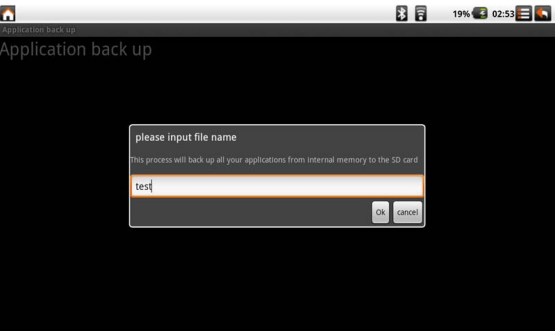 19% 02:53
Application back up
Application back up
please input file name
This process will back up all your applications from Internal memory to the SD card
test
Ok cancel